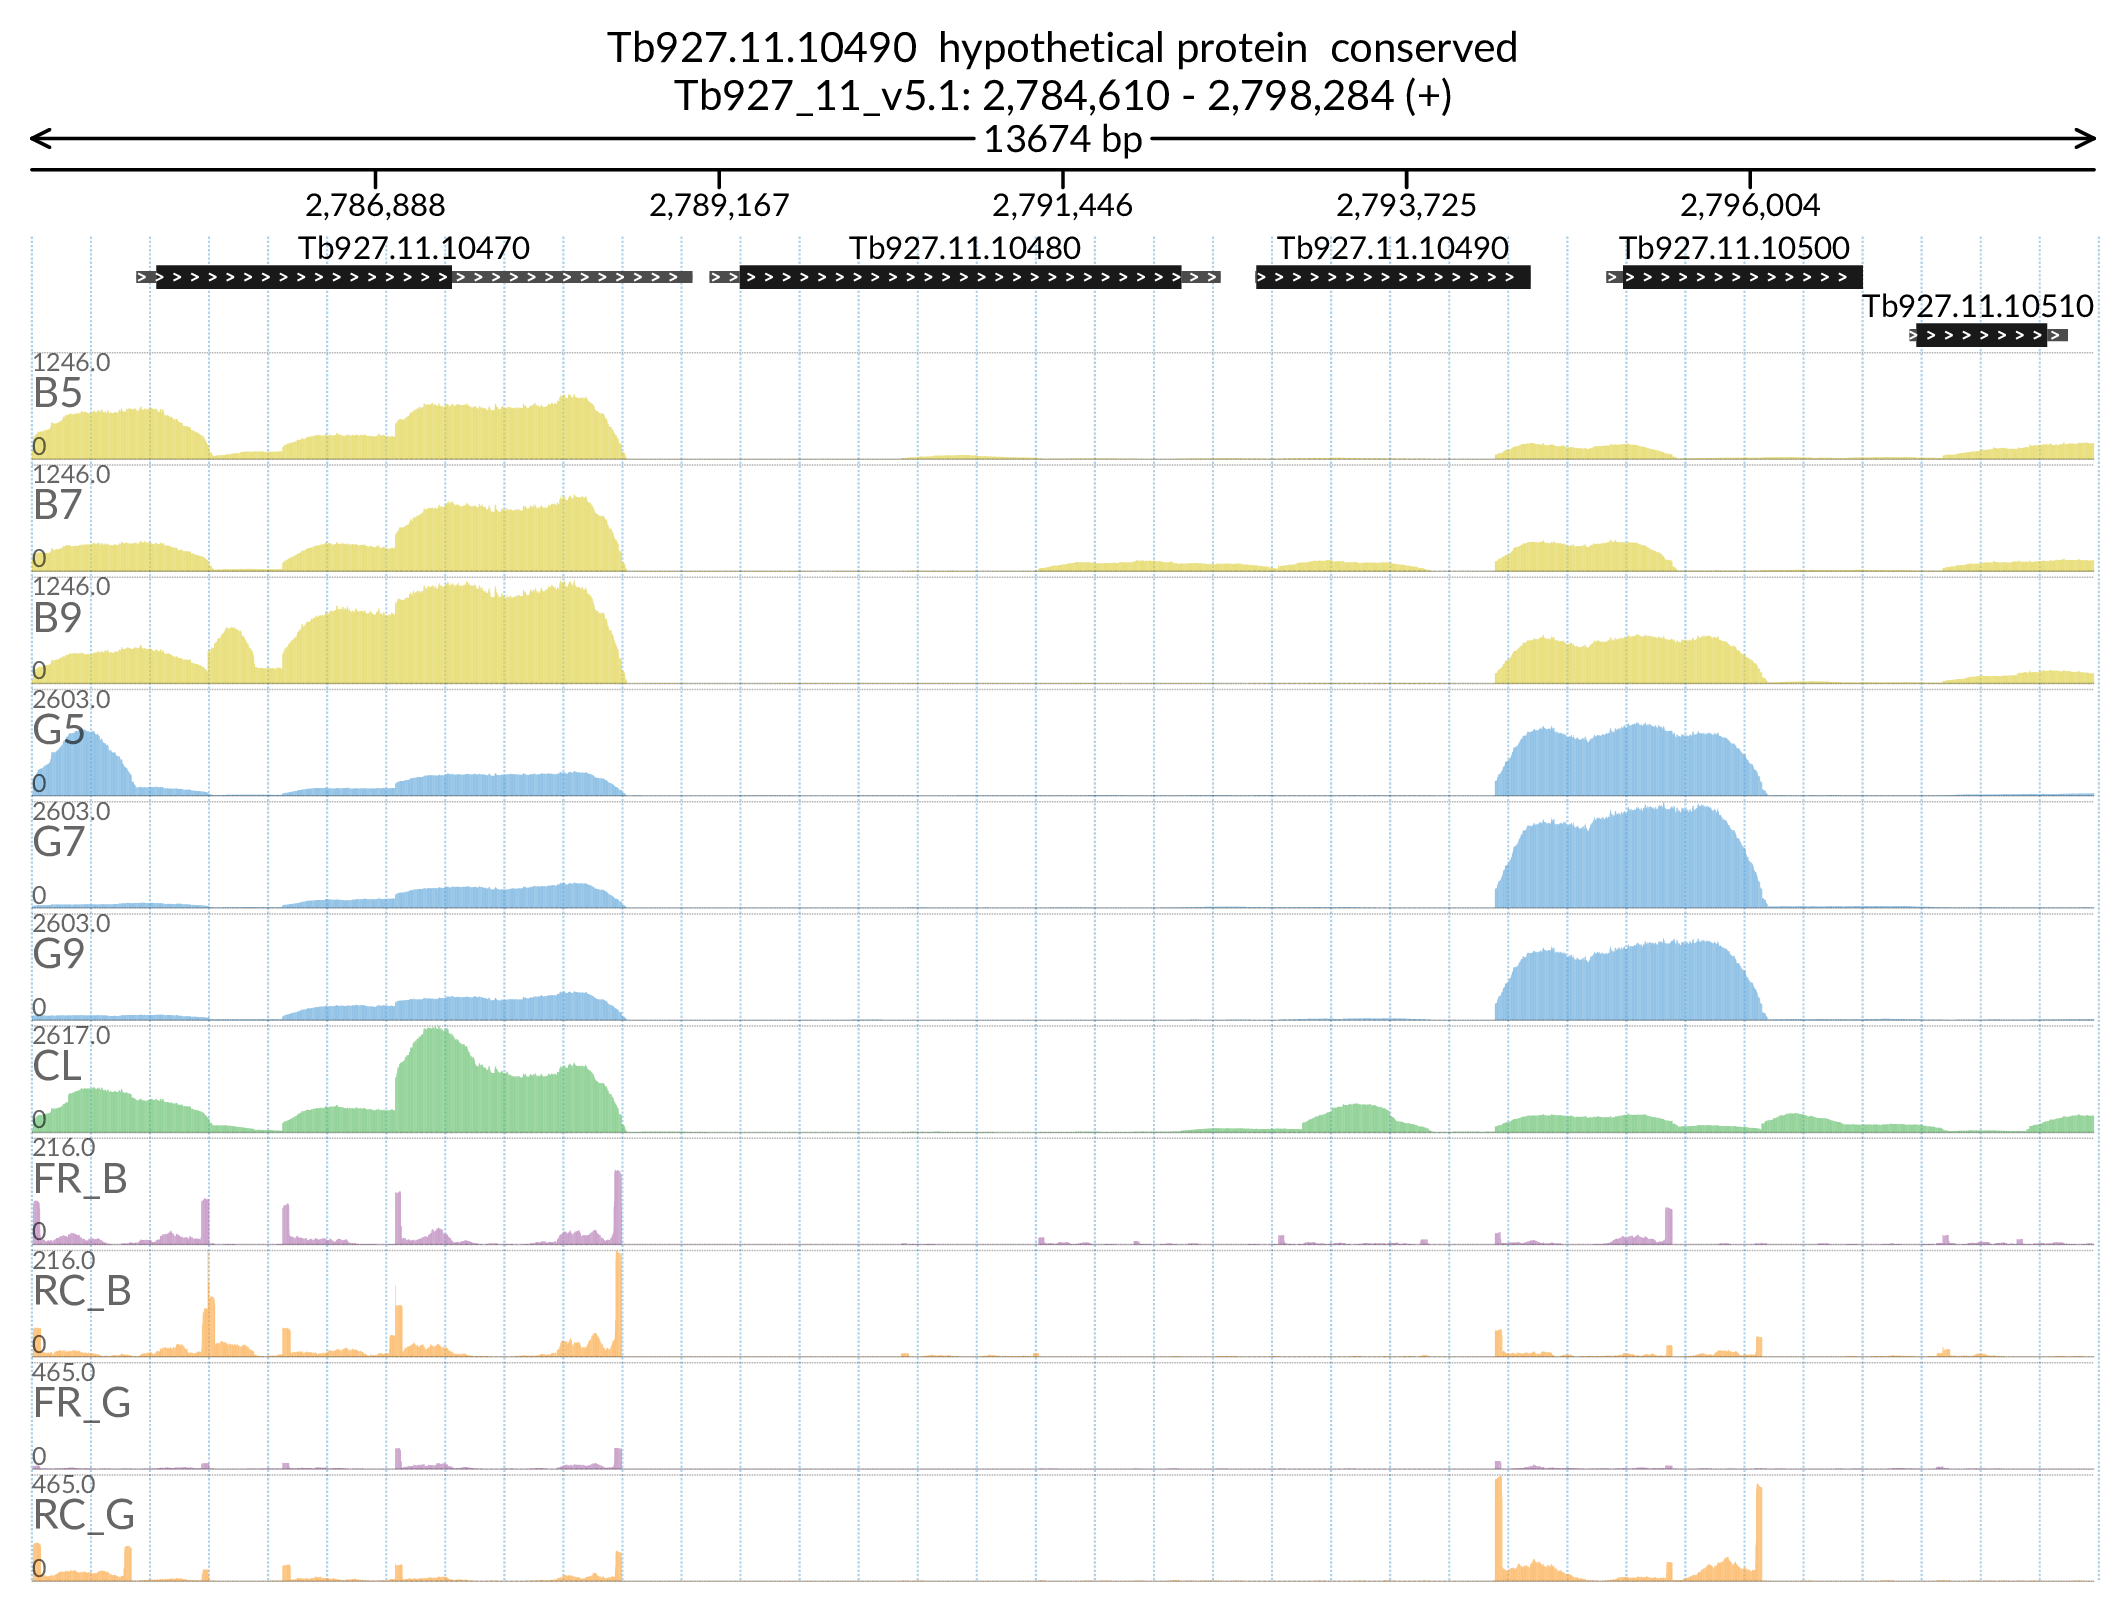 Tb927.11.10490 hypothetical protein conserved
Tb927_11_v5.1: 2,784,610 - 2,798,284 (+)
13674 bp
2,786,888 2,789,167 2,791,446 2,793,725 2,796,004
Tb927.11.10470 Tb927.11.10480 Tb927.11.10490 Tb927.11.10500
Tb927.11.10510
1246.0
B5
0
1246.0
B7
0
1246.0
B9
0
2603.0
G5
0
2603.0
G7
0
2603.0
G9
0
2617.0
CL
0
216.0
FR_B
0
216.0
RC_B
0
465.0
FR_G
0
465.0
RC_G
0